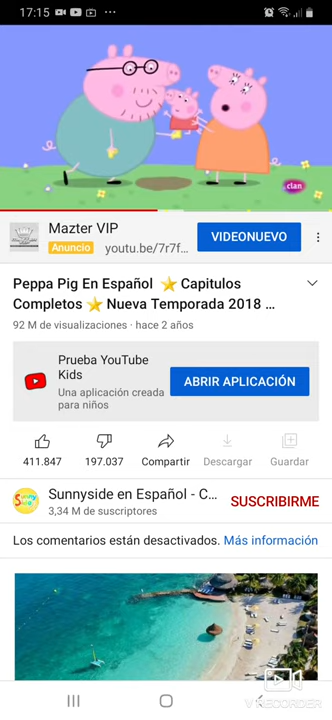 17:15
clan
Mazter VIP
Anuncio youtu.be/7r7f...
VIDEONUEVO
Peppa Pig En Español ⭐ Capitulos
Completos ⭐ Nueva Temporada 2018 ...
92 M de visualizaciones · hace 2 años
Prueba YouTube
Kids
Una aplicación creada
para niños
ABRIR APLICACIÓN
411.847 197.037 Compartir Descargar Guardar
Sunnyside en Español - C...
3,34 M de suscriptores
SUSCRIBIRME
Los comentarios están desactivados. Más información
V RECORDER